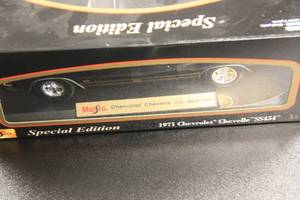 Special Edition
Maisto Chevrolet Chevelle
Special Edition 1971 Chevrolet Chevelle "SS454"